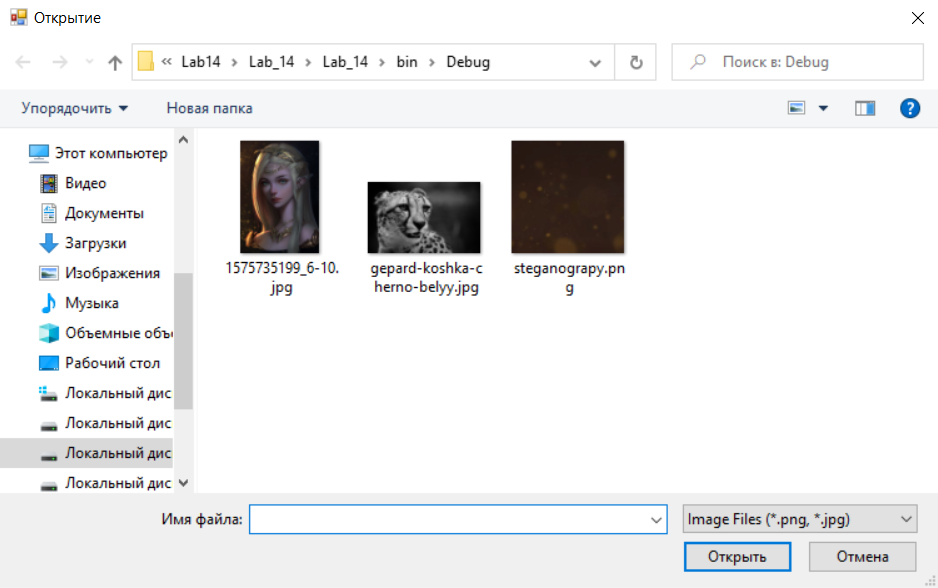 Открытие
« Lab14 › Lab_14 › Lab_14 › bin › Debug
Поиск в: Debug
Упорядочить
Новая папка
Этот компьютер
Видео
Документы
Загрузки
Изображения
Музыка
Объемные объ
Рабочий стол
Локальный дис
Локальный дис
Локальный дис
Локальный дис
1575735199_6-10.
jpg
gepard-koshka-c
herno-belyy.jpg
steganograpy.pn
g
Имя файла:
Image Files (*.png, *.jpg)
Открыть
Отмена